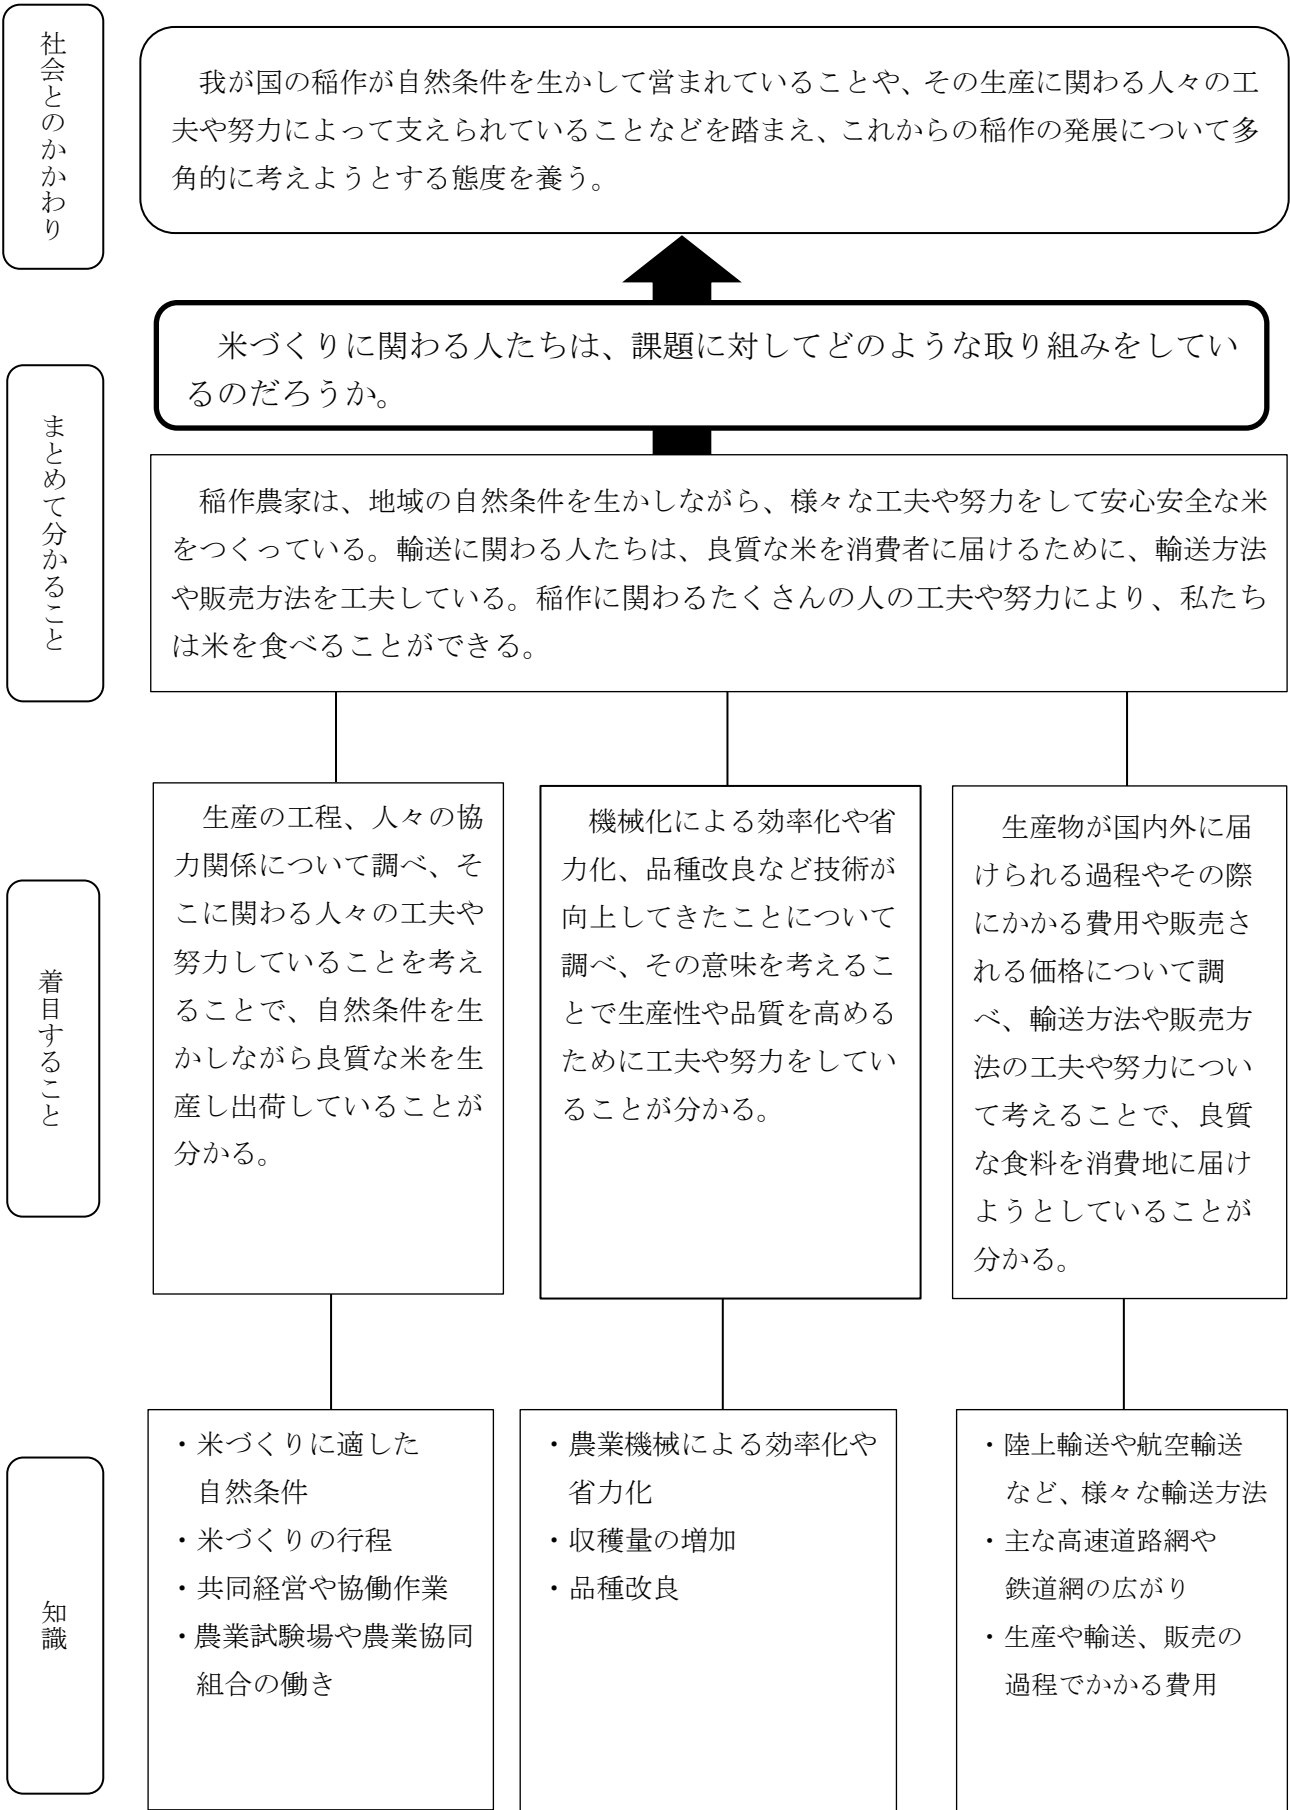 社会とのかかわり
我が国の稲作が自然条件を生かして営まれていることや、その生産に関わる人々の工
夫や努力によって支えられていることなどを踏まえ、これからの稲作の発展について多
角的に考えようとする態度を養う。
米づくりに関わる人たちは、課題に対してどのような取り組みをしてい
るのだろうか。
まとめて分かること
稲作農家は、地域の自然条件を生かしながら、様々な工夫や努力をして安心安全な米
をつくっている。輸送に関わる人たちは、良質な米を消費者に届けるために、輸送方法
や販売方法を工夫している。稲作に関わるたくさんの人の工夫や努力により、私たち
は米を食べることができる。
着目すること
生産の工程、人々の協
力関係について調べ、そ
こに関わる人々の工夫や
努力していることを考え
ることで、自然条件を生
かしながら良質な米を生
産し出荷していることが
分かる。
機械化による効率化や省
力化、品種改良など技術が
向上してきたことについて
調べ、その意味を考えるこ
とで生産性や品質を高める
ために工夫や努力をしてい
ることが分かる。
生産物が国内外に届
けられる過程やその際
にかかる費用や販売さ
れる価格について調
べ、輸送方法や販売方
法の工夫や努力につい
て考えることで、良質
な食料を消費地に届け
ようとしていることが
分かる。
知識
・米づくりに適した
自然条件
・米づくりの行程
・共同経営や協働作業
・農業試験場や農業協同
組合の働き
・農業機械による効率化や
省力化
・収穫量の増加
・品種改良
・陸上輸送や航空輸送
など、様々な輸送方法
・主な高速道路網や
鉄道網の広がり
・生産や輸送、販売の
過程でかかる費用